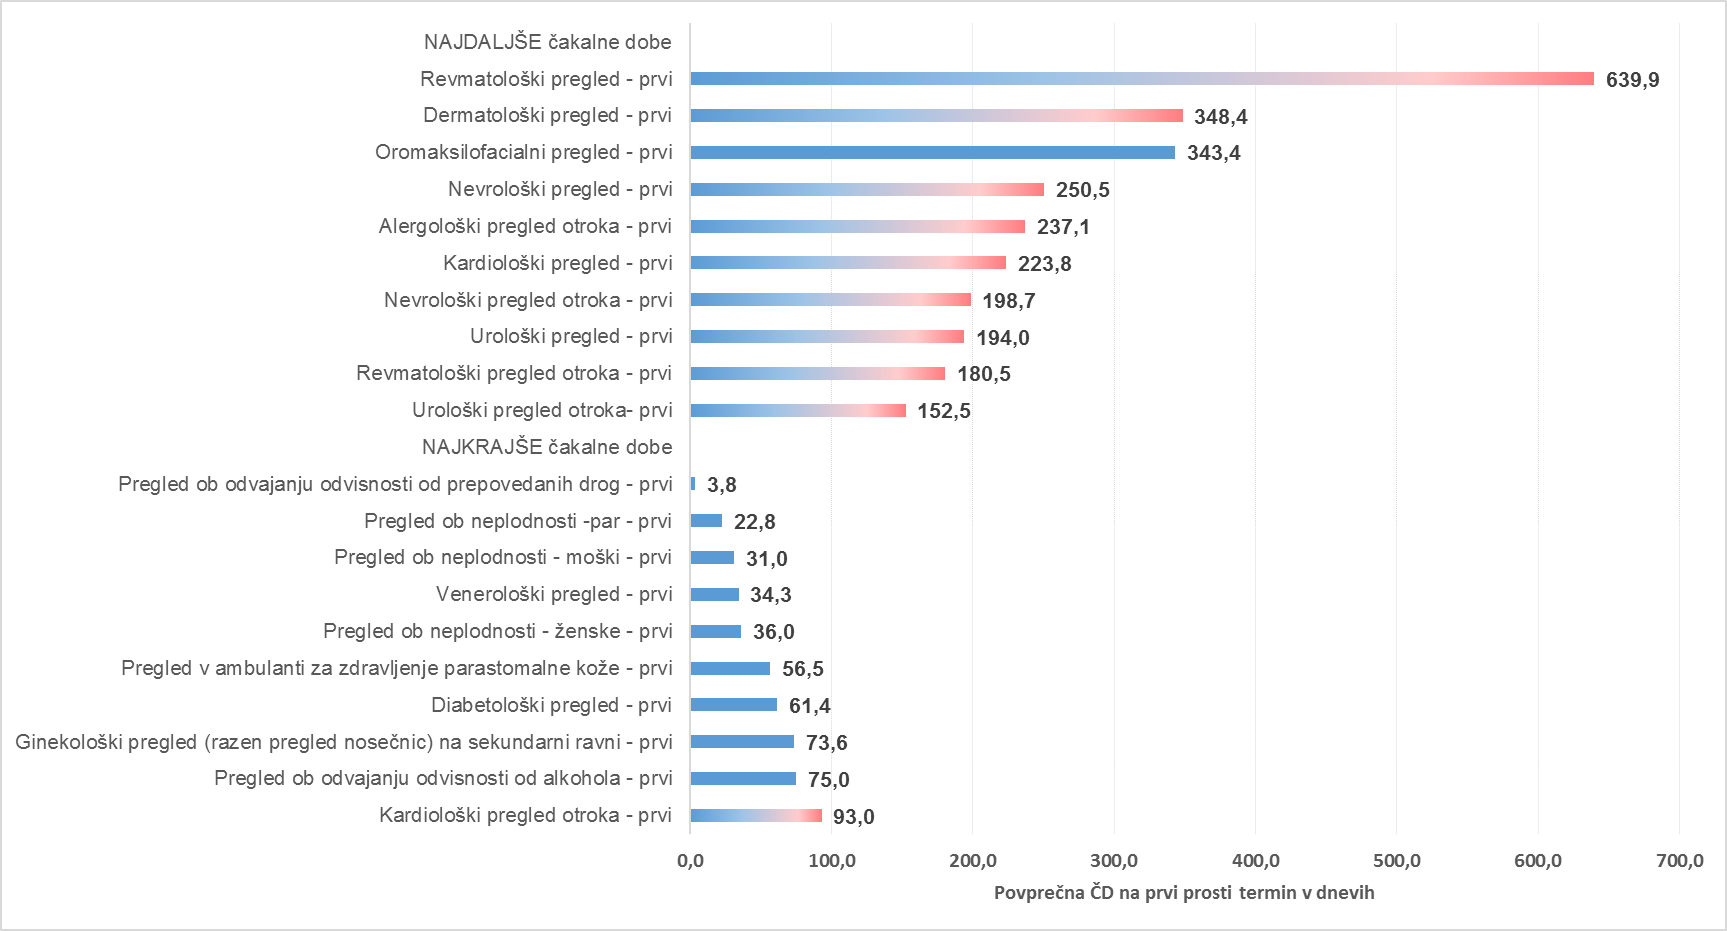 NAJDALJŠE čakalne dobe
Revmatološki pregled - prvi 639,9
Dermatološki pregled - prvi 348,4
Oromaksilofacialni pregled - prvi 343,4
Nevrološki pregled - prvi 250,5
Alergološki pregled otroka - prvi 237,1
Kardiološki pregled - prvi 223,8
Nevrološki pregled otroka - prvi 198,7
Urološki pregled - prvi 194,0
Revmatološki pregled otroka - prvi 180,5
Urološki pregled otroka- prvi 152,5
NAJKRAJŠE čakalne dobe
Pregled ob odvajanju odvisnosti od prepovedanih drog - prvi 3,8
Pregled ob neplodnosti -par - prvi 22,8
Pregled ob neplodnosti - moški - prvi 31,0
Venerološki pregled - prvi 34,3
Pregled ob neplodnosti - ženske - prvi 36,0
Pregled v ambulanti za zdravljenje parastomalne kože - prvi 56,5
Diabetološki pregled - prvi 61,4
Ginekološki pregled (razen pregled nosečnic) na sekundarni ravni - prvi 73,6
Pregled ob odvajanju odvisnosti od alkohola - prvi 75,0
Kardiološki pregled otroka - prvi 93,0
0,0 100,0 200,0 300,0 400,0 500,0 600,0 700,0
Povprečna ČD na prvi prosti termin v dnevih